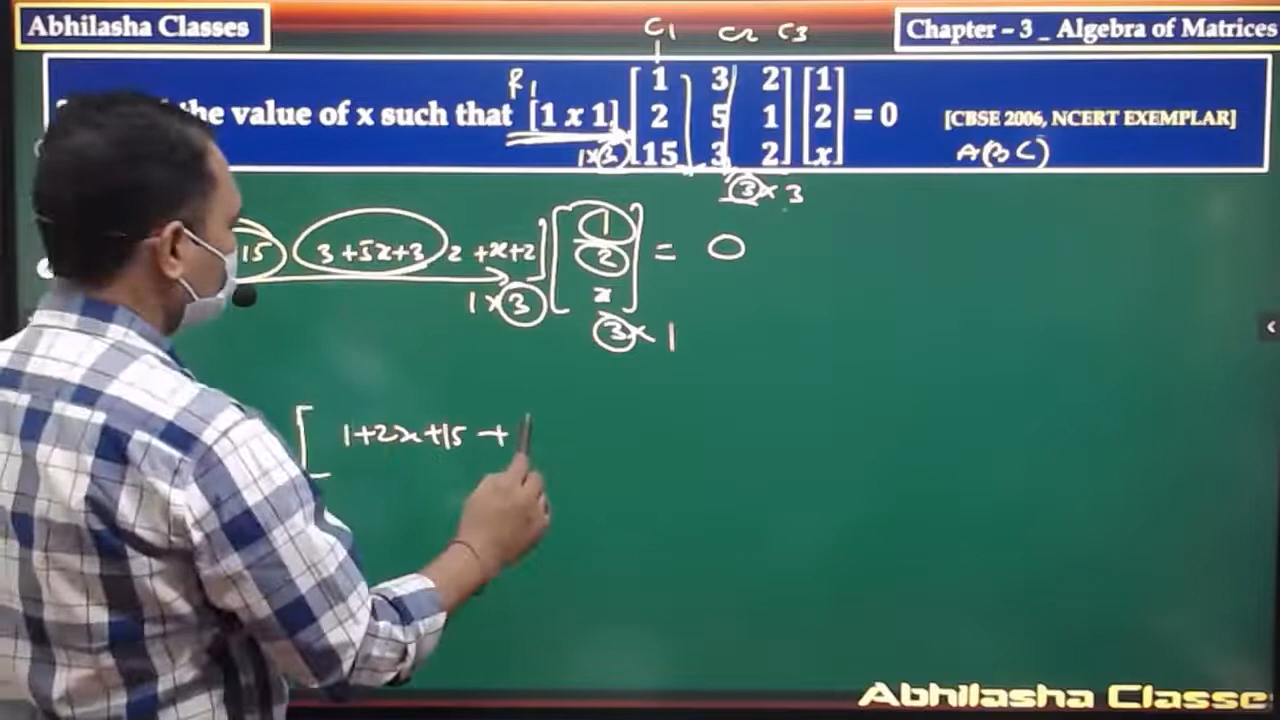 Abhilasha Classes
Chapter – 3 _ Algebra of Matrices
C1 C2 C3
R1
the value of x such that [1 x 1] [1 3 2] [1]
[2 5 1] [2] = 0 [CBSE 2006, NCERT EXEMPLAR]
[15 3 2] [x]
1×3 A(BC)
3×3
15 3+5x+3 2+x+2] [1
2
x] = 0
1×3
3×1
[1+2x+15 +
Abhilasha Classe